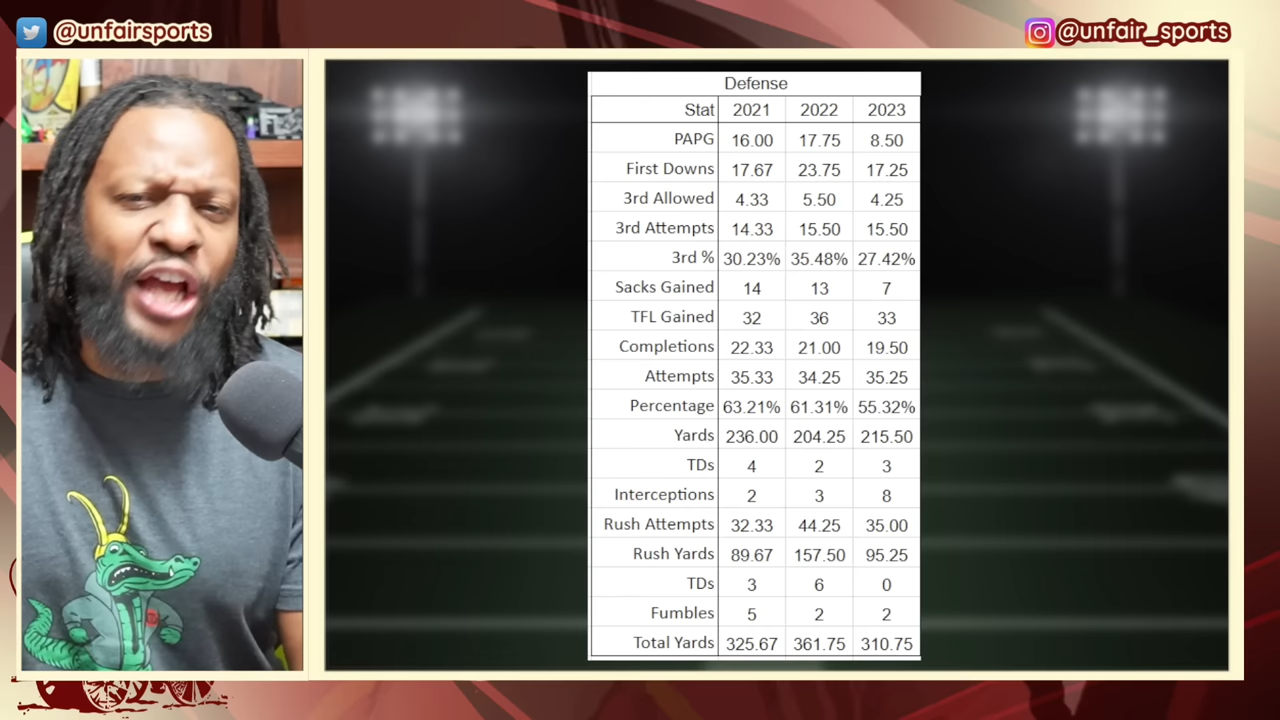 @unfairsports
@unfair_sports
Defense
Stat 2021 2022 2023
PAPG 16.00 17.75 8.50
First Downs 17.67 23.75 17.25
3rd Allowed 4.33 5.50 4.25
3rd Attempts 14.33 15.50 15.50
3rd % 30.23% 35.48% 27.42%
Sacks Gained 14 13 7
TFL Gained 32 36 33
Completions 22.33 21.00 19.50
Attempts 35.33 34.25 35.25
Percentage 63.21% 61.31% 55.32%
Yards 236.00 204.25 215.50
TDs 4 2 3
Interceptions 2 3 8
Rush Attempts 32.33 44.25 35.00
Rush Yards 89.67 157.50 95.25
TDs 3 6 0
Fumbles 5 2 2
Total Yards 325.67 361.75 310.75